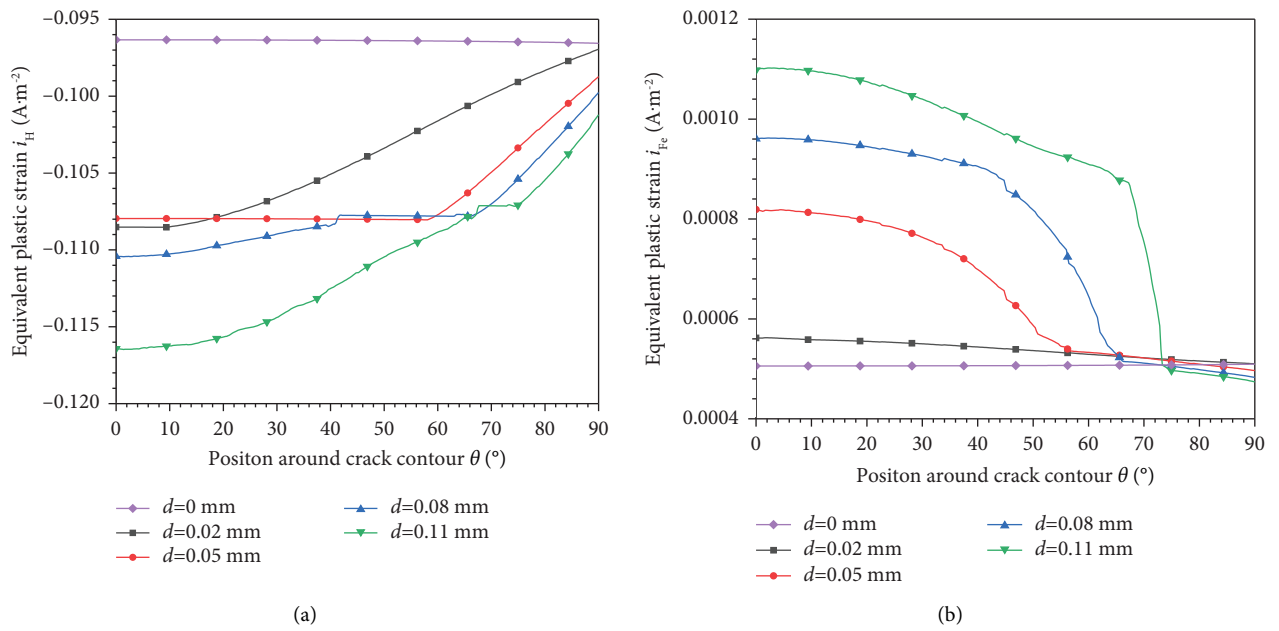 −0.095
−0.100
−0.105
−0.110
−0.115
−0.120
Equivalent plastic strain iH (A·m-2)
0 10 20 30 40 50 60 70 80 90
Positon around crack contour θ (°)
d=0 mm
d=0.02 mm
d=0.05 mm
d=0.08 mm
d=0.11 mm
(a)
0.0012
0.0010
0.0008
0.0006
0.0004
Equivalent plastic strain iFe (A·m-2)
0 10 20 30 40 50 60 70 80 90
Positon around crack contour θ (°)
d=0 mm
d=0.02 mm
d=0.05 mm
d=0.08 mm
d=0.11 mm
(b)